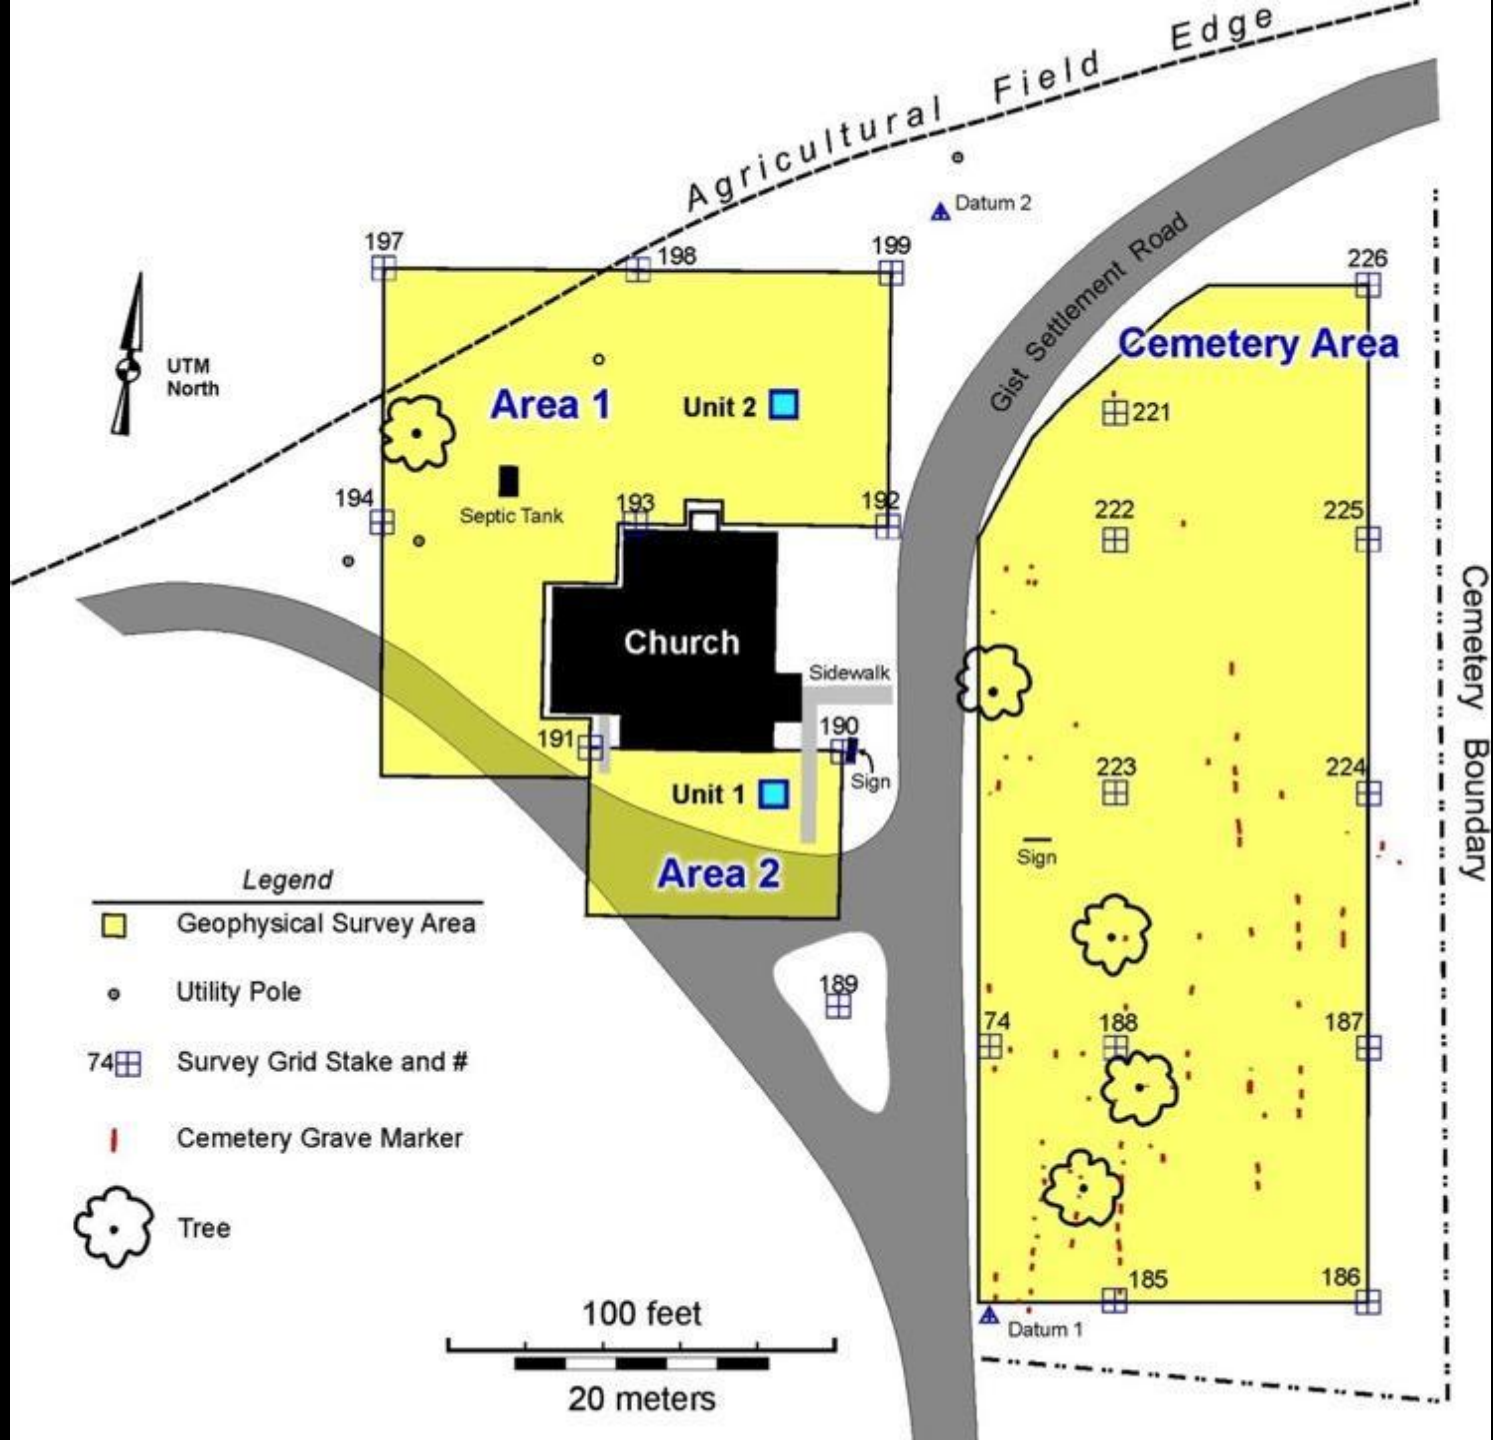 Agricultural Field Edge
Datum 2
197
198
199
226
Gist Settlement Road
Cemetery Area
UTM
North
Area 1
Unit 2
221
194
Septic Tank
193
192
222
225
Church
Sidewalk
Cemetery Boundary
191
190
Sign
Unit 1
223
224
Area 2
Sign
Legend
Geophysical Survey Area
Utility Pole
74
Survey Grid Stake and #
Cemetery Grave Marker
Tree
189
74
188
187
185
186
Datum 1
100 feet
20 meters